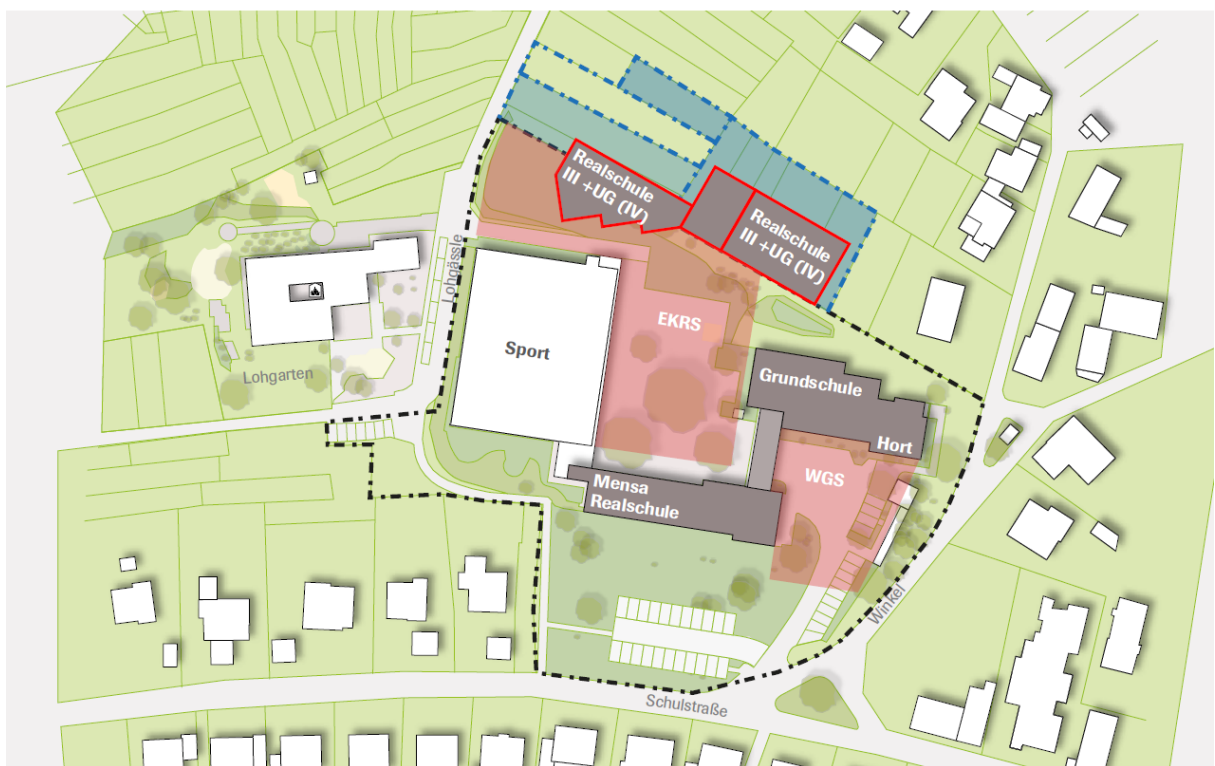 Realschule
III +UG (IV)
Realschule
III +UG (IV)
Lohgässle
EKRS
Sport
Grundschule
Lohgarten
Hort
Mensa
Realschule
WGS
Winkel
Schulstraße